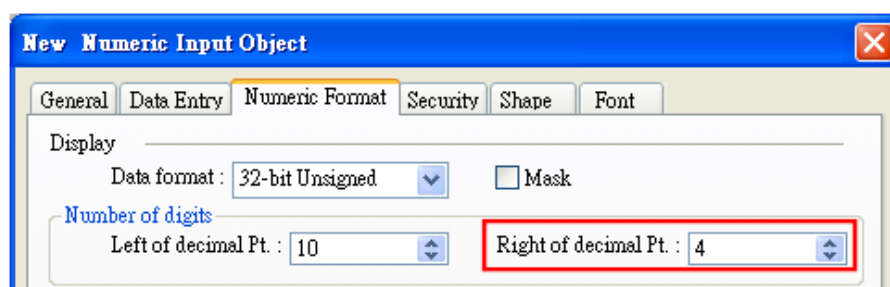 New Numeric Input Object
General Data Entry Numeric Format Security Shape Font
Display
Data format : 32-bit Unsigned Mask
Number of digits
Left of decimal Pt. : 10 Right of decimal Pt. : 4